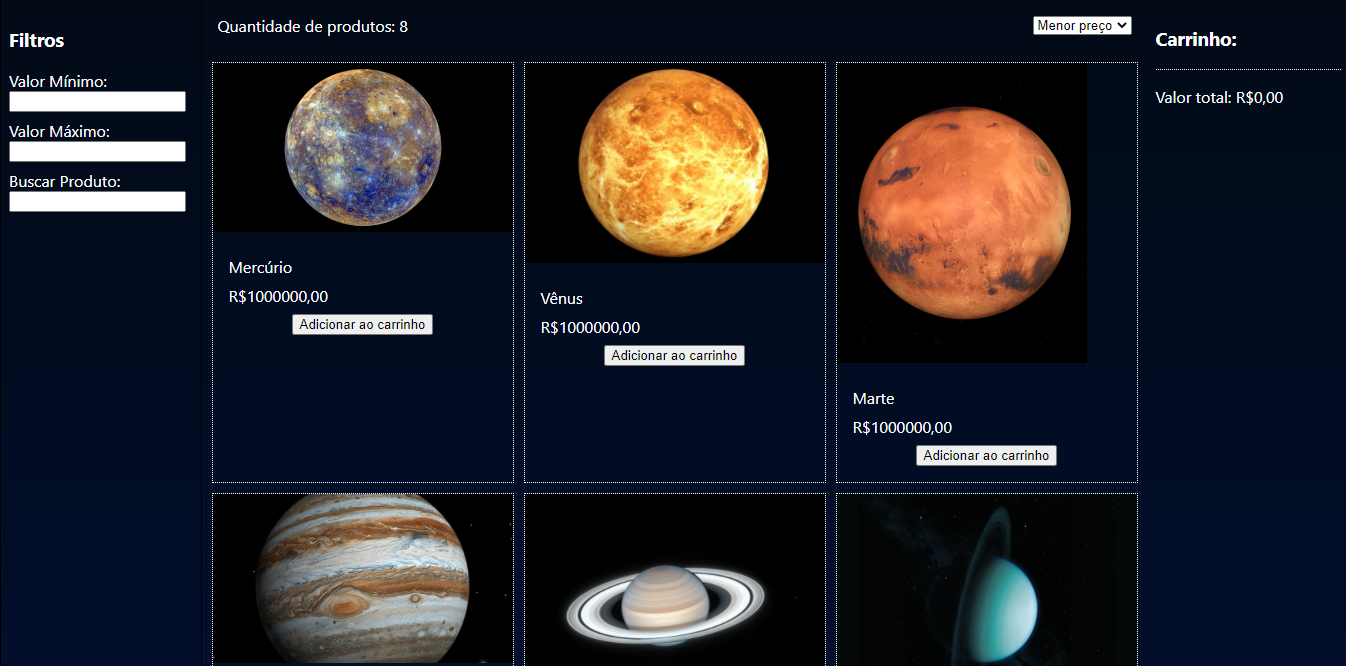 Filtros
Valor Mínimo:
Valor Máximo:
Buscar Produto:
Quantidade de produtos: 8
Menor preço
Mercúrio
R$1000000,00
Adicionar ao carrinho
Vênus
R$1000000,00
Adicionar ao carrinho
Marte
R$1000000,00
Adicionar ao carrinho
Carrinho:
Valor total: R$0,00